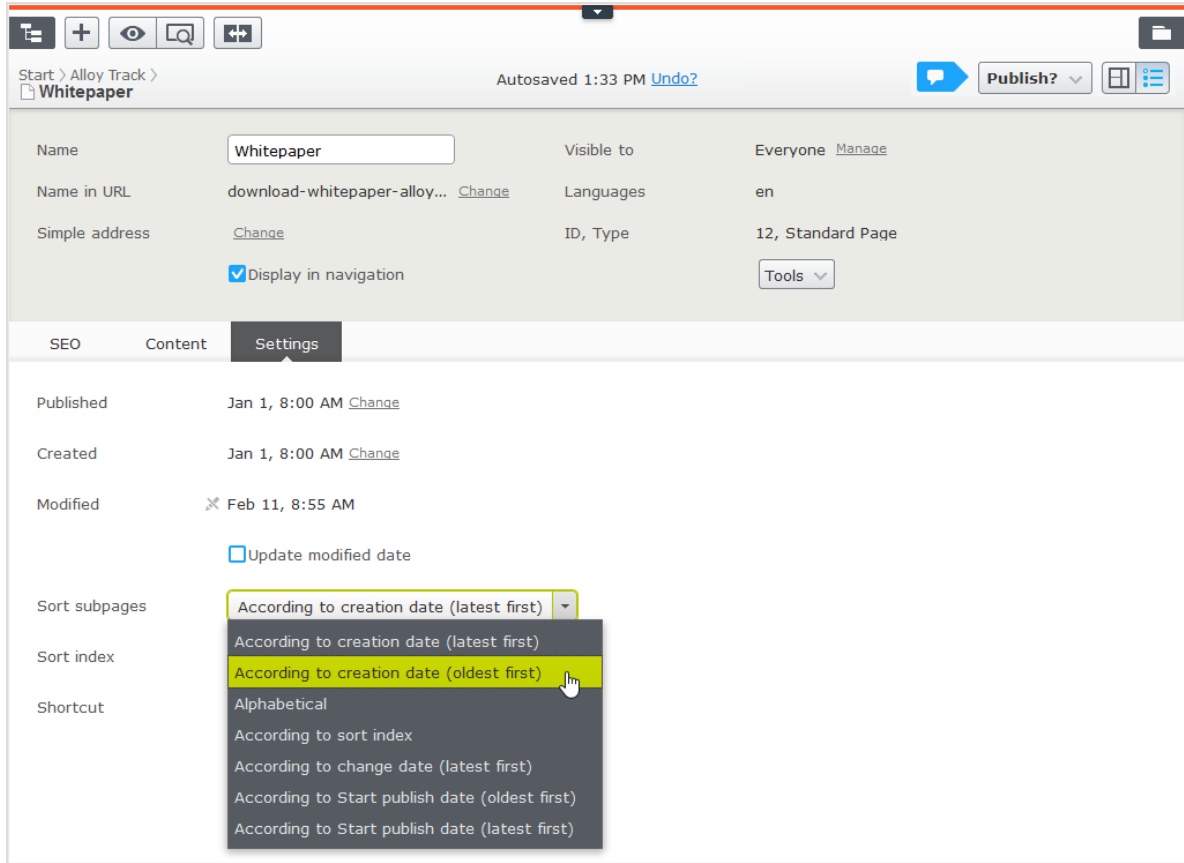 Start > Alloy Track >
Whitepaper
Autosaved 1:33 PM Undo?
Publish?
Name
Whitepaper
Visible to
Everyone Manage
Name in URL
download-whitepaper-alloy... Change
Languages
en
Simple address
Change
ID, Type
12, Standard Page
Display in navigation
Tools
SEO
Content
Settings
Published
Jan 1, 8:00 AM Change
Created
Jan 1, 8:00 AM Change
Modified
Feb 11, 8:55 AM
Update modified date
Sort subpages
According to creation date (latest first)
Sort index
Shortcut
According to creation date (latest first)
According to creation date (oldest first)
Alphabetical
According to sort index
According to change date (latest first)
According to Start publish date (oldest first)
According to Start publish date (latest first)